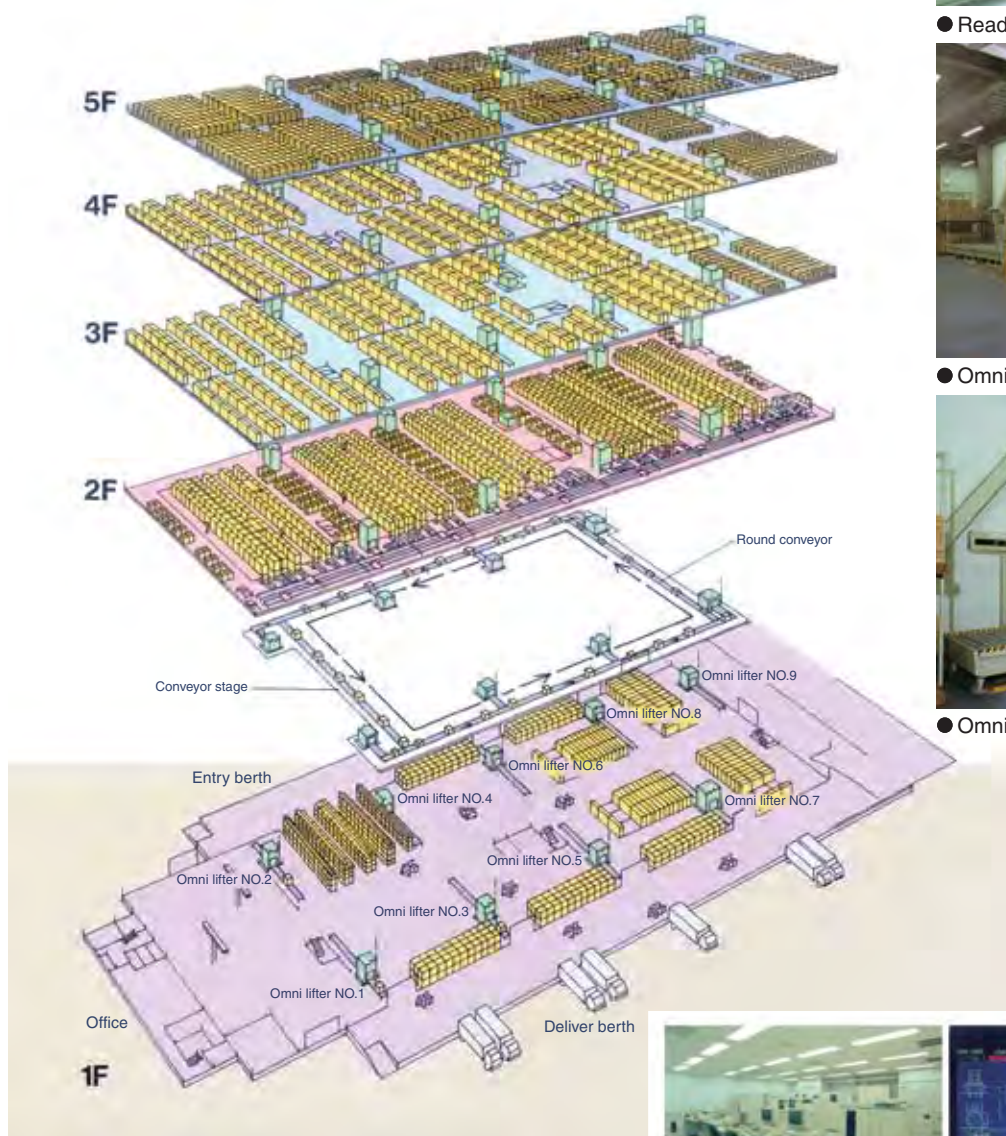 ● Read
5F
4F
● Omni
3F
2F
Round conveyor
Conveyor stage
Omni lifter NO.9
Omni lifter NO.8
● Omni
Omni lifter NO.6
Entry berth
Omni lifter NO.4
Omni lifter NO.7
Omni lifter NO.5
Omni lifter NO.2
Omni lifter NO.3
Omni lifter NO.1
Office
Deliver berth
1F